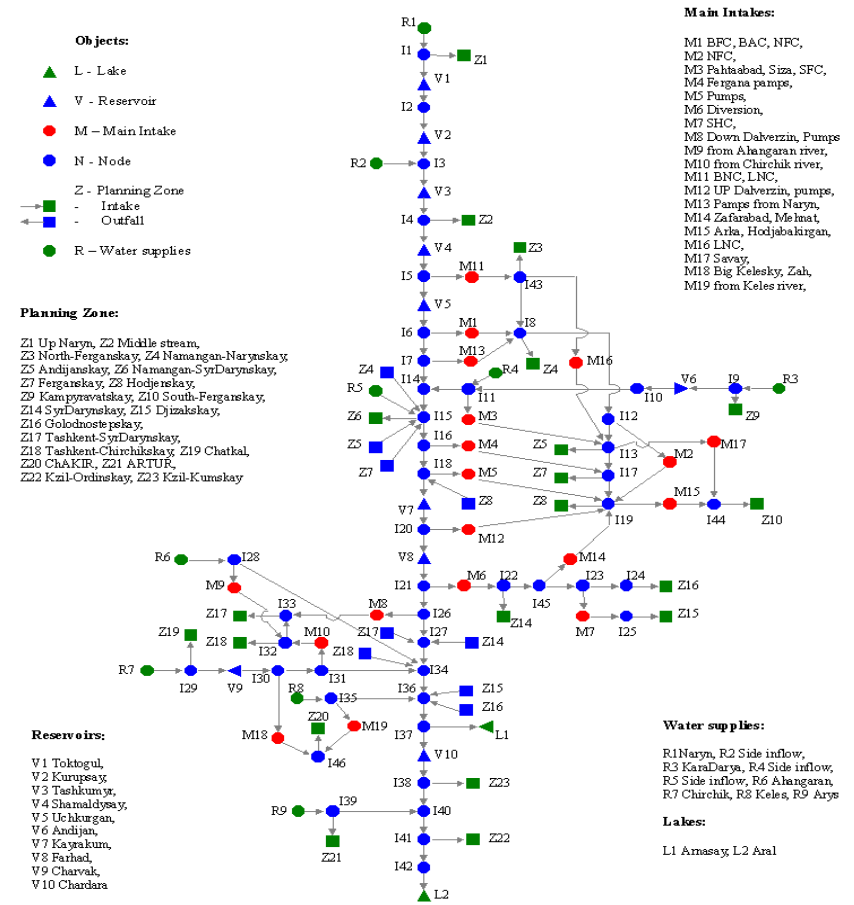 Objects:
L - Lake
V - Reservoir
M – Main Intake
N - Node
Z - Planning Zone
- Intake
- Outfall
R – Water supplies
Planning Zone:
Z1 Up Naryn, Z2 Middle stream,
Z3 North-Ferganskay, Z4 Namangan-Narynskay,
Z5 Andijanskay, Z6 Namangan-SyrDarynskay,
Z7 Ferganskay, Z8 Hodjenskay,
Z9 Kampyravatskay, Z10 South-Ferganskay,
Z14 SyrDarynskay, Z15 Djizakskay,
Z16 Golodnostepskay,
Z17 Tashkent-SyrDarynskay,
Z18 Tashkent-Chirchikskay, Z19 Chatkal,
Z20 ChAKIR, Z21 ARTUR,
Z22 Kzil-Ordinskay, Z23 Kzil-Kumskay
Main Intakes:
M1 BFC, BAC, NFC,
M2 NFC,
M3 Pahtaabad, Siza, SFC,
M4 Fergana pamps,
M5 Pumps,
M6 Diversion,
M7 SHC,
M8 Down Dalverzin, Pumps
M9 from Ahangaran river,
M10 from Chirchik river,
M11 BNC, LNC,
M12 UP Dalverzin, pumps,
M13 Pamps from Naryn,
M14 Zafarabad, Mehnat,
M15 Arka, Hodjabakirgan,
M16 LNC,
M17 Savay,
M18 Big Kelesky, Zah,
M19 from Keles river,
R1
I1
Z1
V1
I2
V2
R2
I3
V3
I4
Z2
V4
Z3
I5
M11
I43
V5
I6
M1
I8
I7
M13
M16
Z4
I14
R4
Z4
R5
I11
I10
V6
I9
R3
Z9
Z6
I15
M3
I12
Z5
I16
M4
Z5
I13
M17
M2
Z7
I18
M5
Z7
I17
Z8
Z8
M15
V7
I19
I44
Z10
I20
M12
V8
M14
R6
I28
I21
M6
I22
I45
I23
I24
Z16
M9
Z14
M7
I25
Z15
I33
M8
I26
Z17
Z17
I27
Z14
Z19
Z18
I32
M10
Z18
R7
I29
V9
I30
I31
I34
R8
I35
I36
Z15
Z16
M18
Z20
M19
I37
L1
I46
V10
I38
Z23
R9
I39
I40
Z21
I41
Z22
I42
L2
Reservoirs:
V1 Toktogul,
V2 Kurupsay,
V3 Tashkumyr,
V4 Shamaldysay,
V5 Uchkurgan,
V6 Andijan,
V7 Kayrakum,
V8 Farhad,
V9 Charvak,
V10 Chardara
Water supplies:
R1Naryn, R2 Side inflow,
R3 KaraDarya, R4 Side inflow,
R5 Side inflow, R6 Ahangaran,
R7 Chirchik, R8 Keles, R9 Arys
Lakes:
L1 Arnasay, L2 Aral